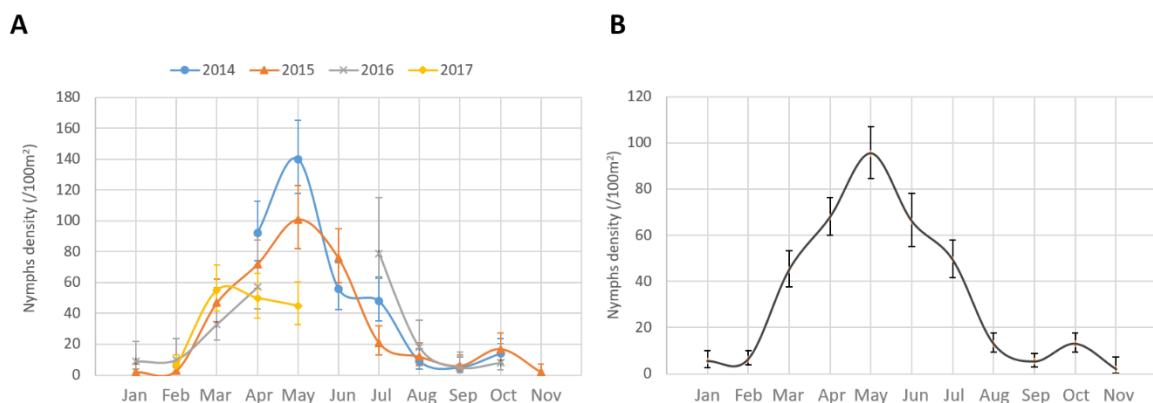 A
2014 2015 2016 2017
Nymphs density (/100m²)
180
160
140
120
100
80
60
40
20
0
Jan Feb Mar Apr May Jun Jul Aug Sep Oct Nov
B
Nymphs density (/100m²)
120
100
80
60
40
20
0
Jan Feb Mar Apr May Jun Jul Aug Sep Oct Nov